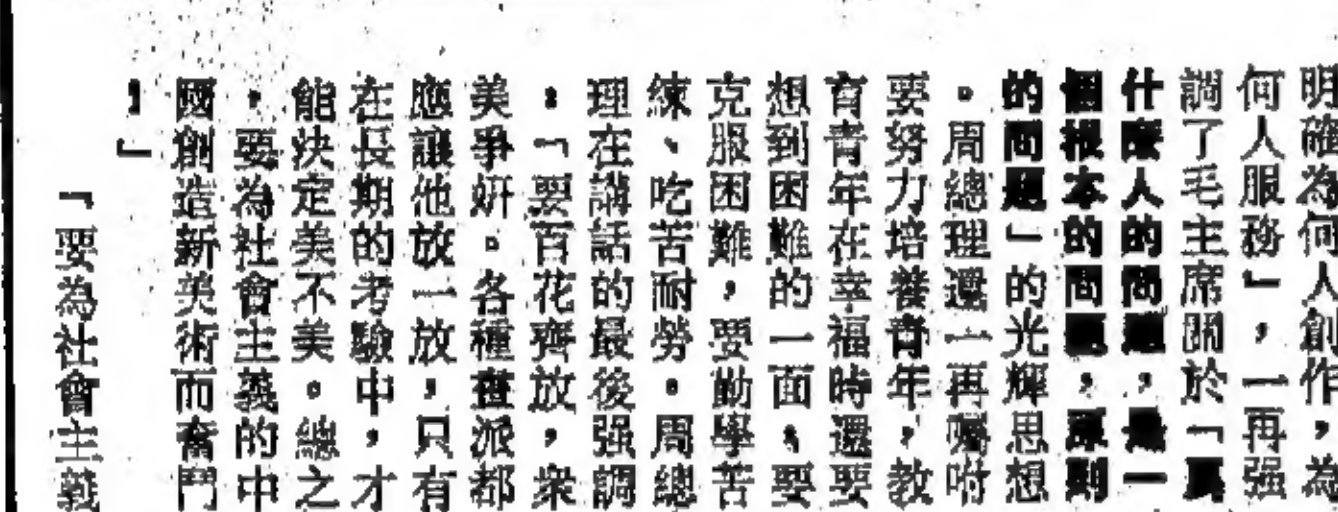 明確為何人創作，為
何人服務」，一再强
調了毛主席關於「為
什麼人的問題，是一
個根本的問題，原則
的問題」的光輝思想
。周總理還一再囑咐
要努力培養青年，教
育青年在幸福時還要
想到困難的一面，要
克服困難，要勤學苦
練、吃苦耐勞。周總
理在講話的最後强調
：「要百花齊放，衆
美爭妍。各種畫派都
應讓他放一放，只有
在長期的考驗中，才
能決定美不美。總之
，要為社會主義的中
國創造新美術而奮鬥
！」
「要為社會主義